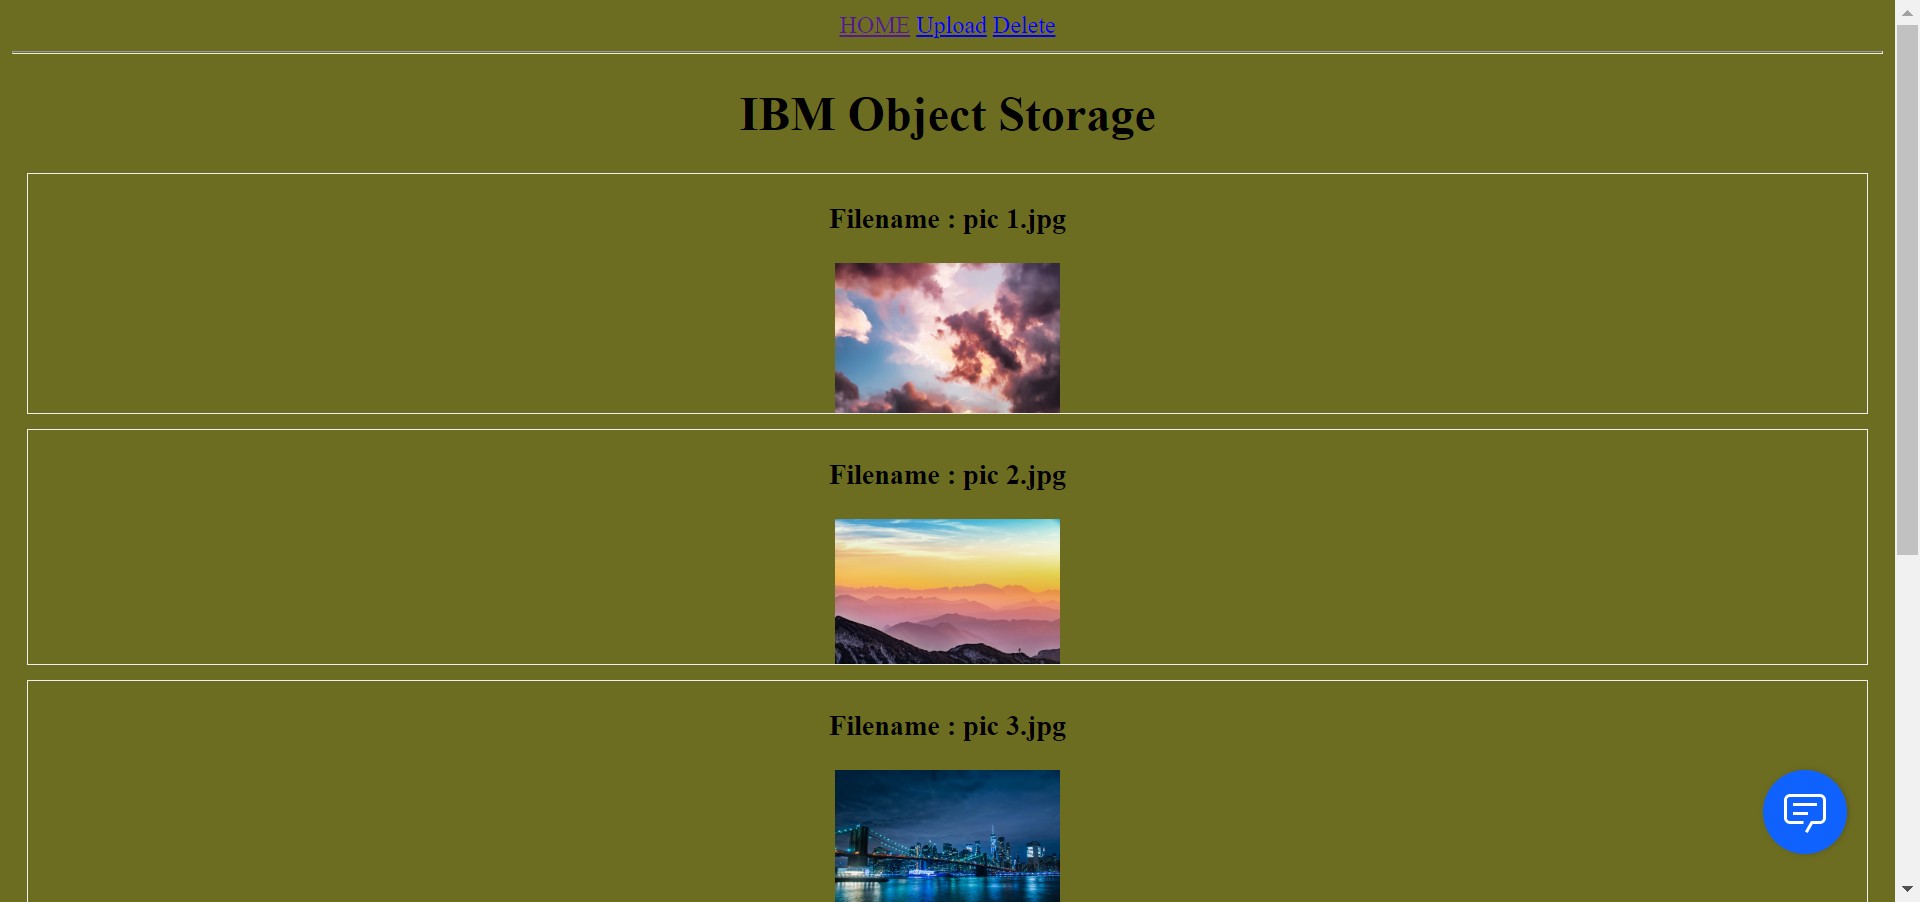 HOME Upload Delete
IBM Object Storage
Filename : pic 1.jpg
Filename : pic 2.jpg
Filename : pic 3.jpg